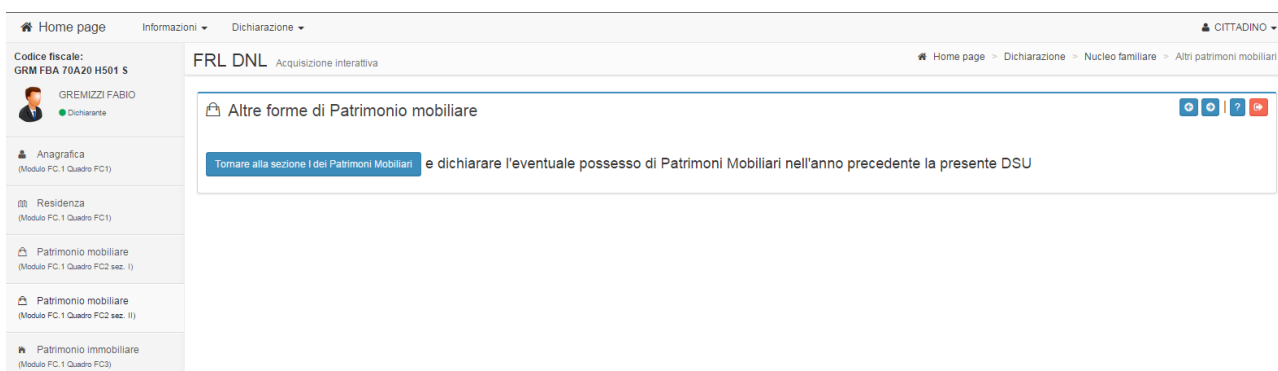 Home page Informazioni Dichiarazione CITTADINO
Codice fiscale:
GRM FBA 70A20 H501 S
GREMIZZI FABIO
Dichiarante
FRL DNL Acquisizione interattiva
Home page > Dichiarazione > Nucleo familiare > Altri patrimoni mobiliari
Altre forme di Patrimonio mobiliare
?
Tornare alla sezione I dei Patrimoni Mobiliari e dichiarare l'eventuale possesso di Patrimoni Mobiliari nell'anno precedente la presente DSU
Anagrafica
(Modulo FC.1 Quadro FC1)
Residenza
(Modulo FC.1 Quadro FC1)
Patrimonio mobiliare
(Modulo FC.1 Quadro FC2 sez. I)
Patrimonio mobiliare
(Modulo FC.1 Quadro FC2 sez. II)
Patrimonio immobiliare
(Modulo FC.1 Quadro FC3)